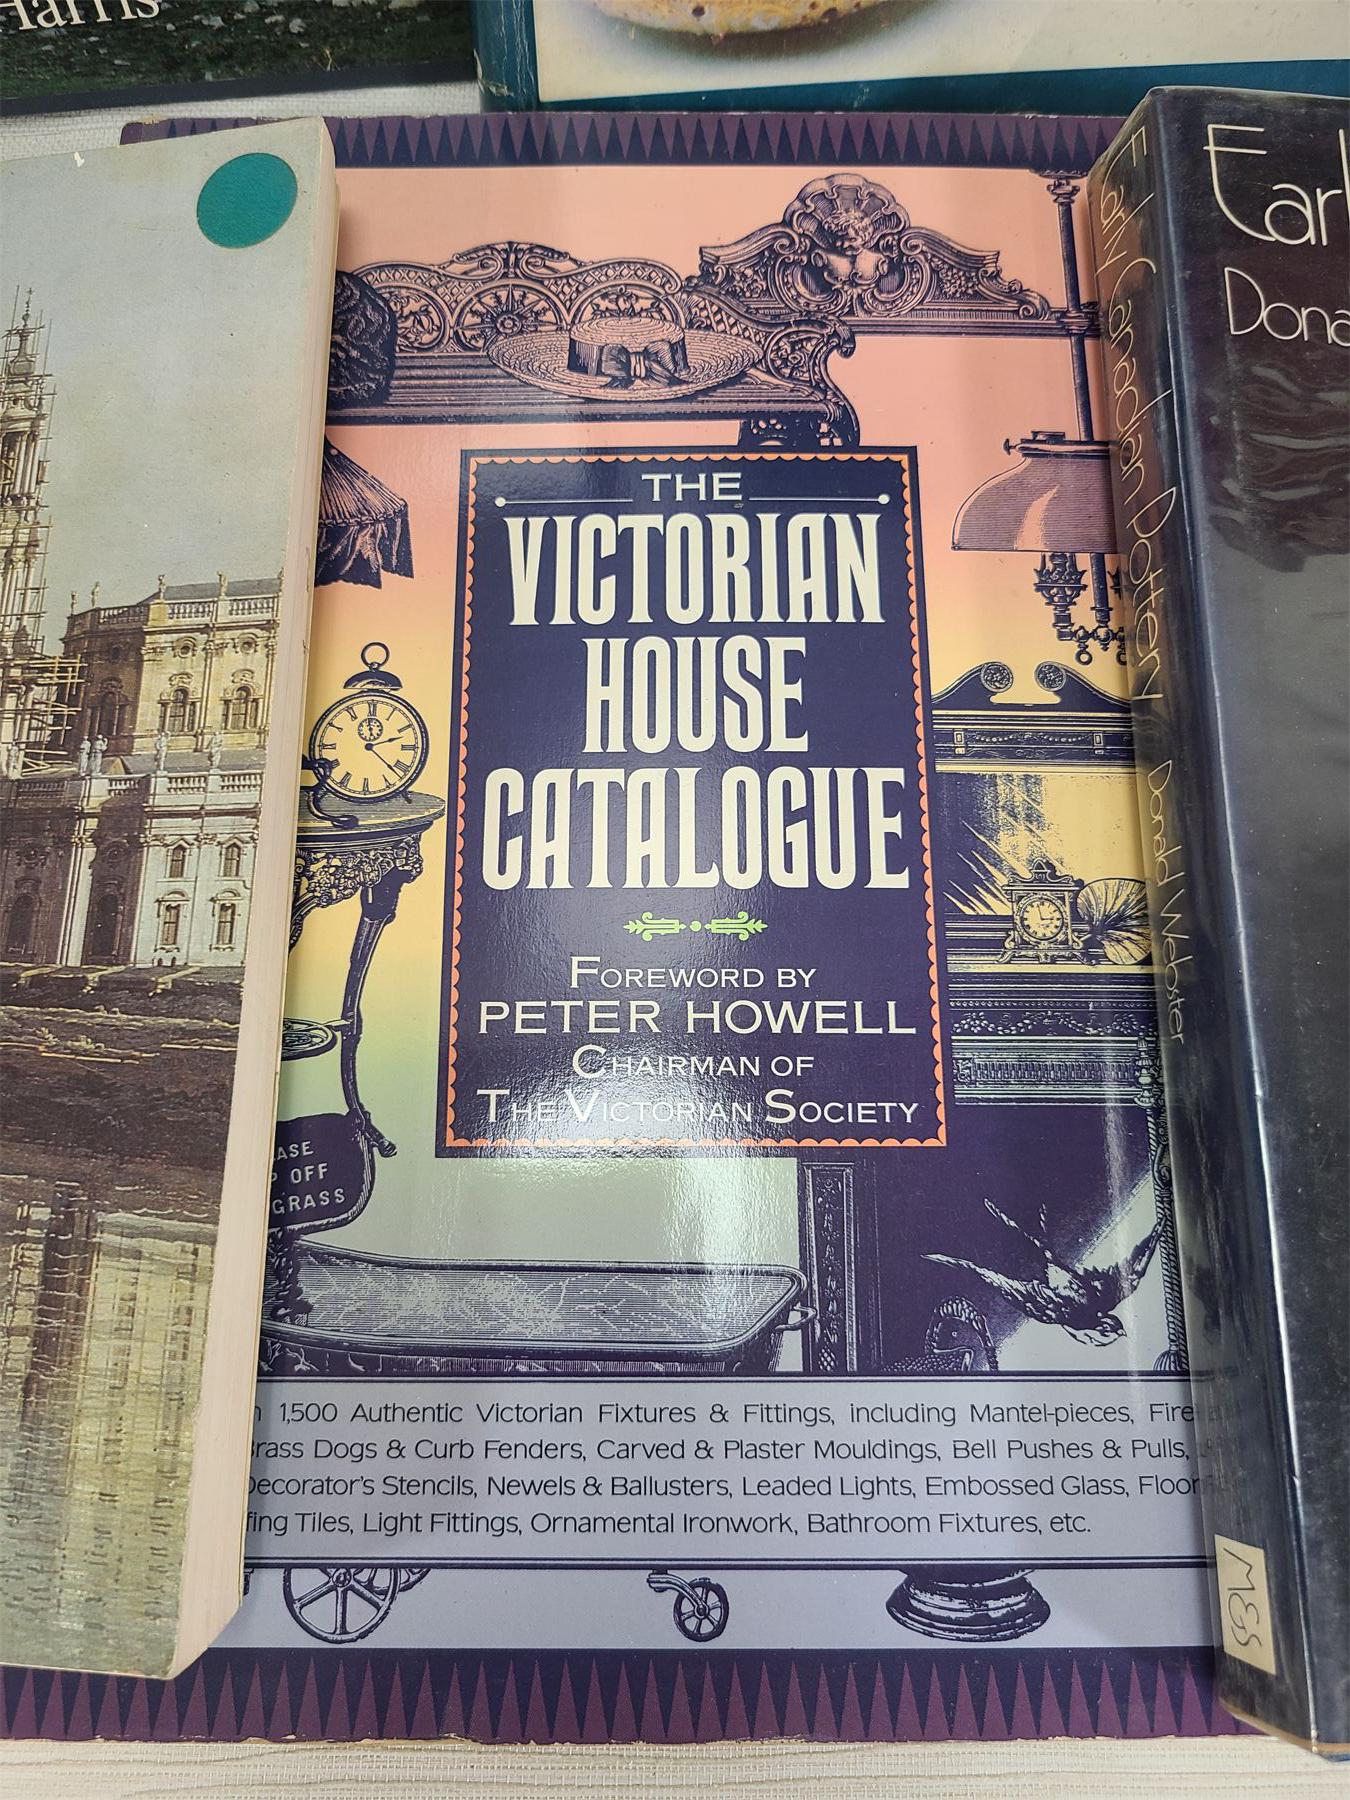 Harris
THE
VICTORIAN
HOUSE
CATALOGUE
FOREWORD BY
PETER HOWELL
CHAIRMAN OF
THE VICTORIAN SOCIETY
OFF
GRASS
1,500 Authentic Victorian Fixtures & Fittings, including Mantel-pieces, Fire
Brass Dogs & Curb Fenders, Carved & Plaster Mouldings, Bell Pushes & Pulls,
Decorator's Stencils, Newels & Ballusters, Leaded Lights, Embossed Glass, Floor
Tiles, Light Fittings, Ornamental Ironwork, Bathroom Fixtures, etc.
Early Canadian Pottery Donald Webster
Earl
Dona